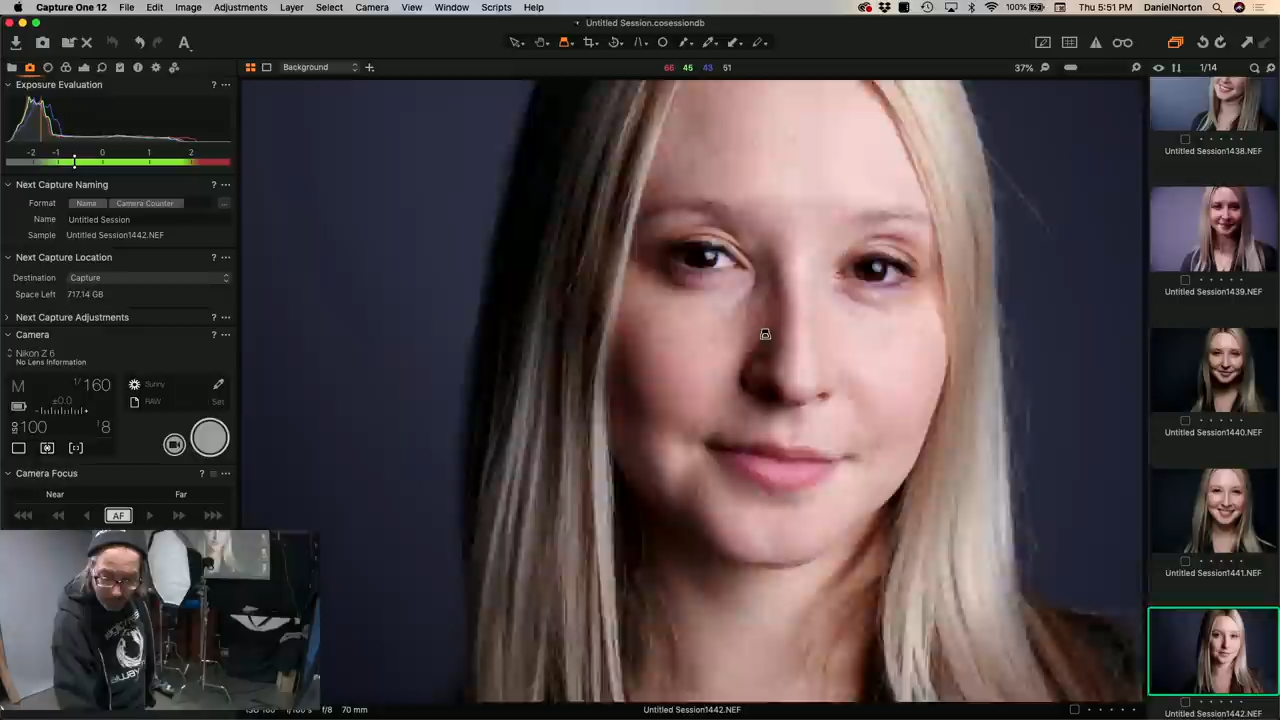 Capture One 12 File Edit Image Adjustments Layer Select Camera View Window Scripts Help 100% Thu 5:51 PM DanielNorton
Untitled Session.cosessiondb
Background 66 45 43 51 37% 1/14
Exposure Evaluation ? ...
-2 -1 0 1 2
Next Capture Naming ? ...
Format Name Camera Counter ...
Name Untitled Session
Sample Untitled Session1442.NEF
Next Capture Location ? ...
Destination Capture
Space Left 717.14 GB
Next Capture Adjustments ? ...
Camera ? ...
Nikon Z 6
No Lens Information
M 1/ 160 Sunny
±0.0 RAW Set
ISO 100 f 8
Camera Focus ? ...
Near Far
AF
Untitled Session1438.NEF
Untitled Session1439.NEF
Untitled Session1440.NEF
Untitled Session1441.NEF
Untitled Session1442.NEF
f/8 70 mm Untitled Session1442.NEF